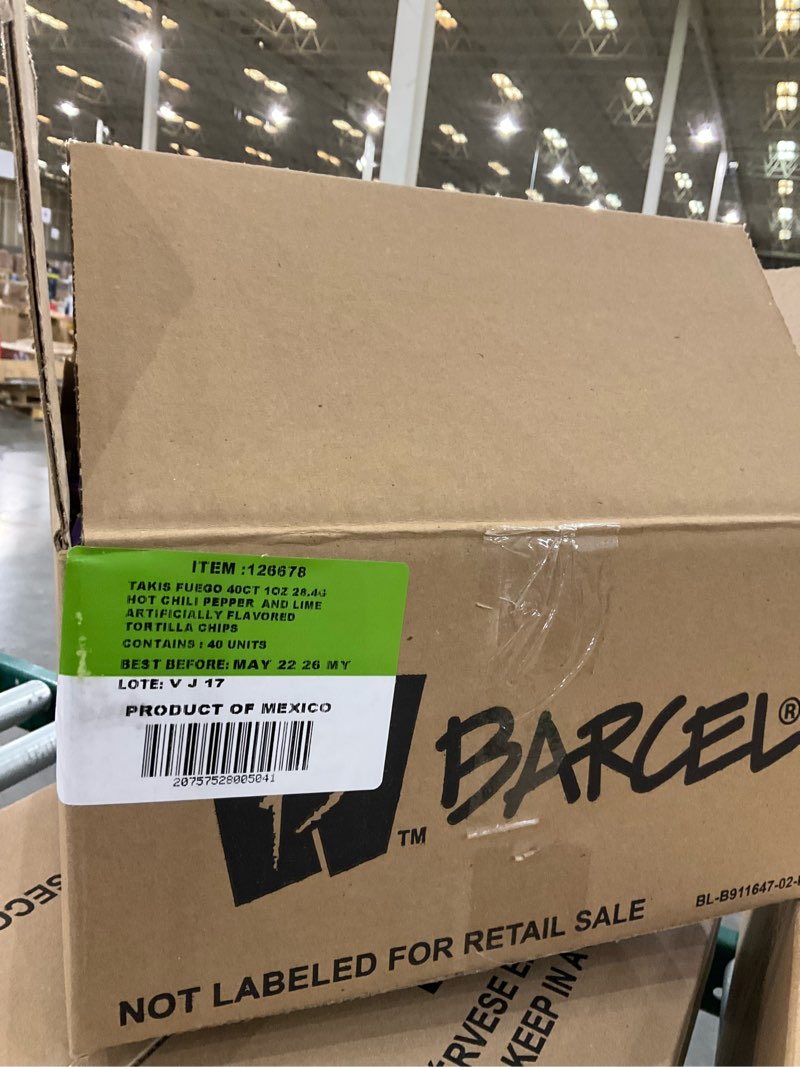 ITEM :126678
TAKIS FUEGO 40CT 1OZ 28.4G
HOT CHILI PEPPER AND LIME
ARTIFICIALLY FLAVORED
TORTILLA CHIPS
CONTAINS : 40 UNITS
BEST BEFORE: MAY 22 26 MY
LOTE: V J 17
PRODUCT OF MEXICO
20757528005041
TM
BARCEL®
BL-B911647-02-
NOT LABELED FOR RETAIL SALE
KEEP IN A